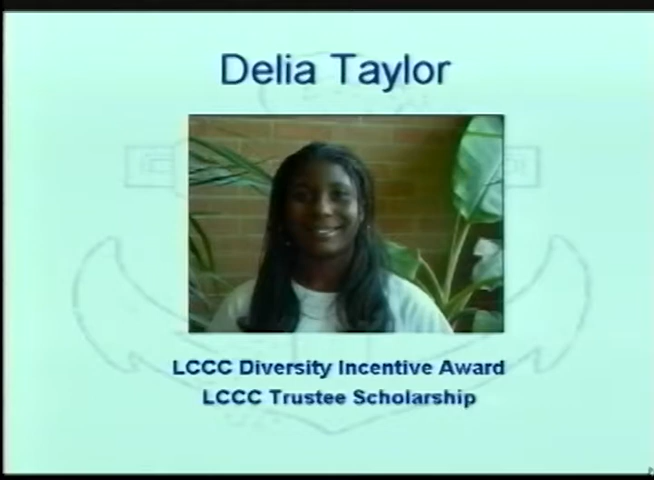 Delia Taylor
LCCC Diversity Incentive Award
LCCC Trustee Scholarship